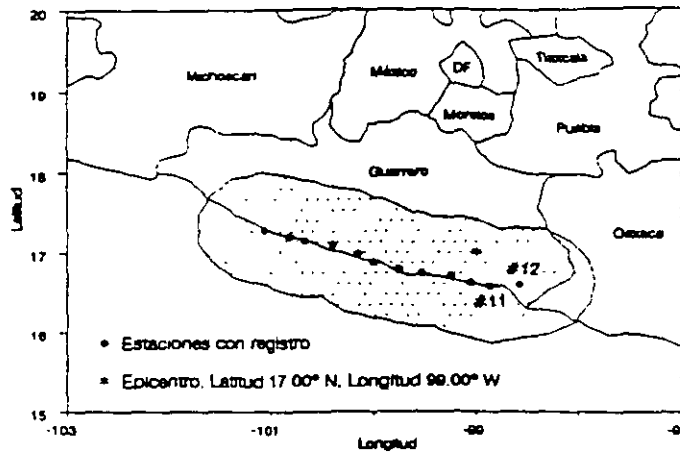 20
19
18
17
16
15
Latitud
Michoacan
México
DF
Tlaxcala
Morelos
Puebla
Guerrero
Oaxaca
#12
#11
• Estaciones con registro
* Epicentro. Latitud 17 00° N, Longitud 99.00° W
-103
-101
-99
Longitud